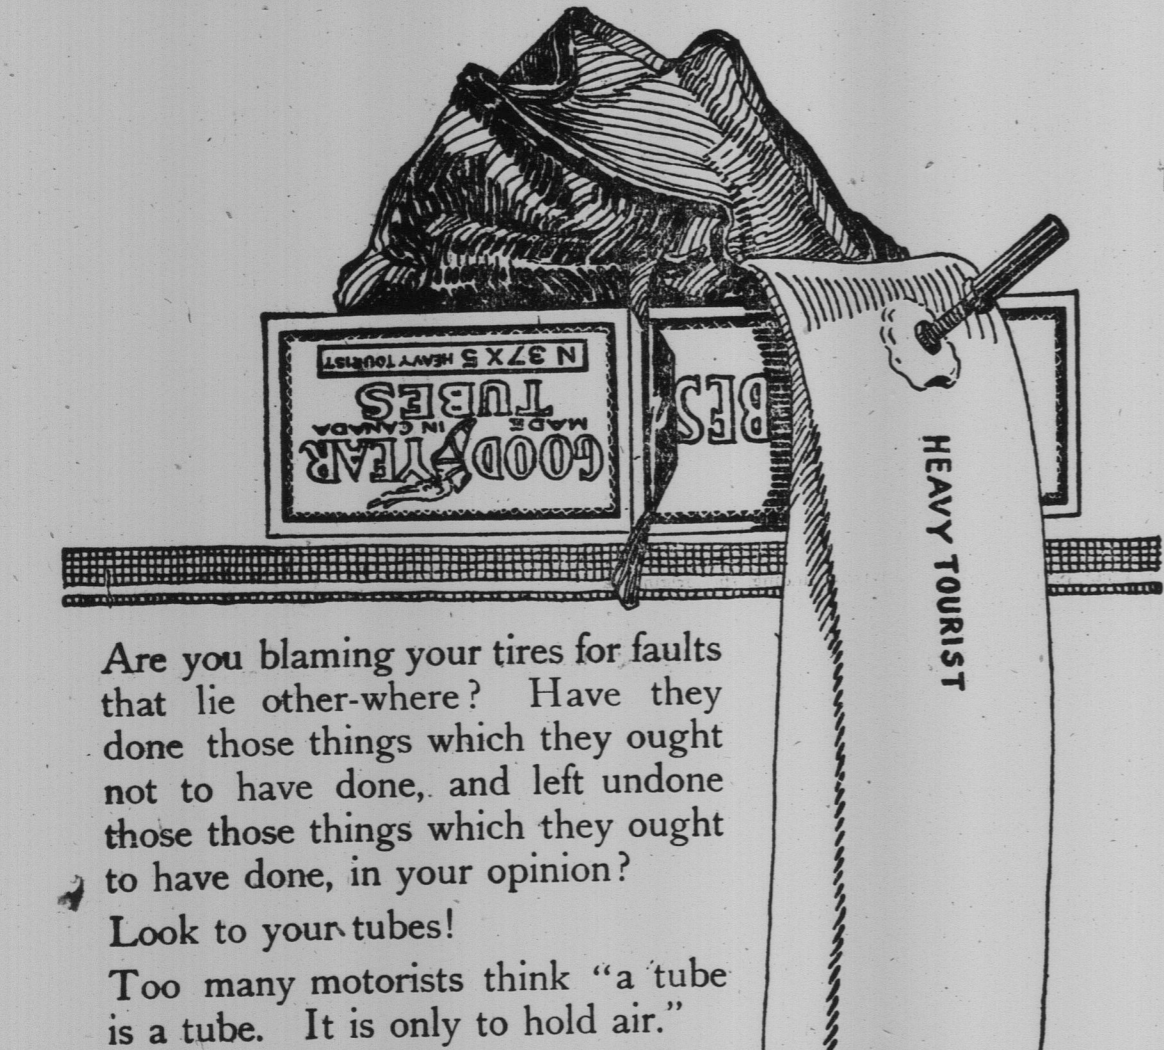 N 37X5 HEAVY TOURIST
TUBES
MADE IN CANADA
GOOD YEAR
BES
HEAVY TOURIST
Are you blaming your tires for faults
that lie other-where? Have they
done those things which they ought
not to have done, and left undone
those those things which they ought
to have done, in your opinion?
Look to your tubes!
Too many motorists think “a tube
is a tube. It is only to hold air.”